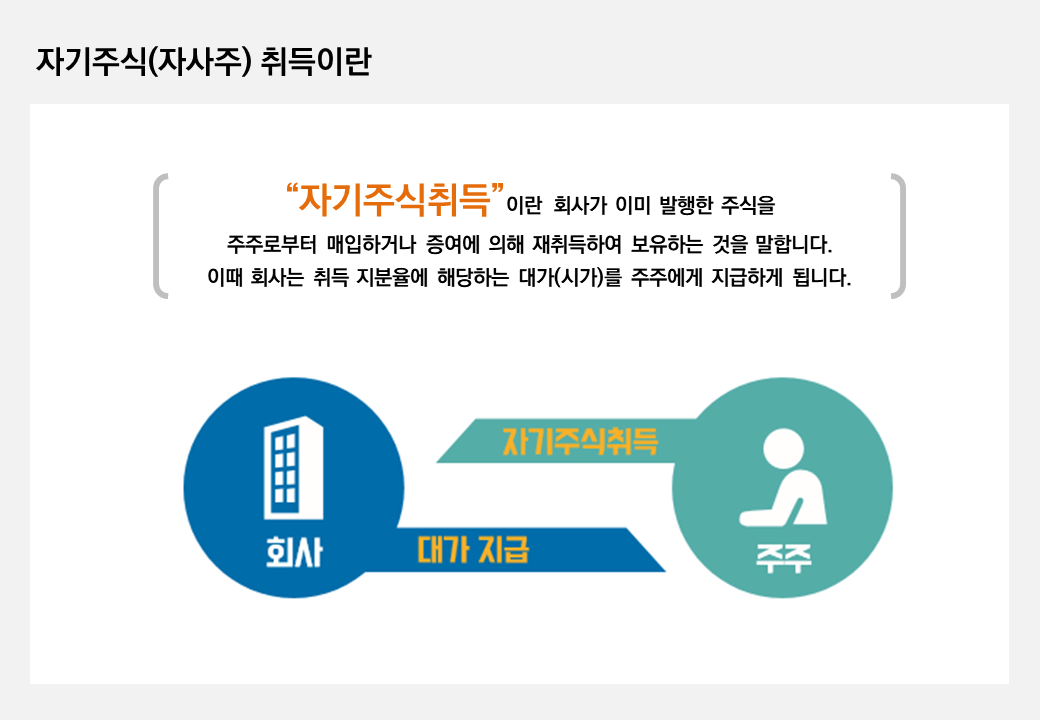 자기주식(자사주) 취득이란
“자기주식취득”이란 회사가 이미 발행한 주식을
주주로부터 매입하거나 증여에 의해 재취득하여 보유하는 것을 말합니다.
이때 회사는 취득 지분율에 해당하는 대가(시가)를 주주에게 지급하게 됩니다.
자기주식취득
대가 지급
회사
주주